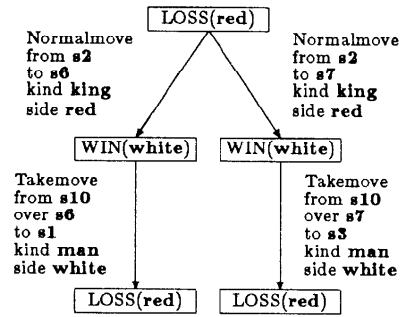 LOSS(red)
Normalmove
from s2
to s6
kind king
side red
Normalmove
from s2
to s7
kind king
side red
WIN(white)
WIN(white)
Takemove
from s10
over s6
to s1
kind man
side white
Takemove
from s10
over s7
to s3
kind man
side white
LOSS(red)
LOSS(red)